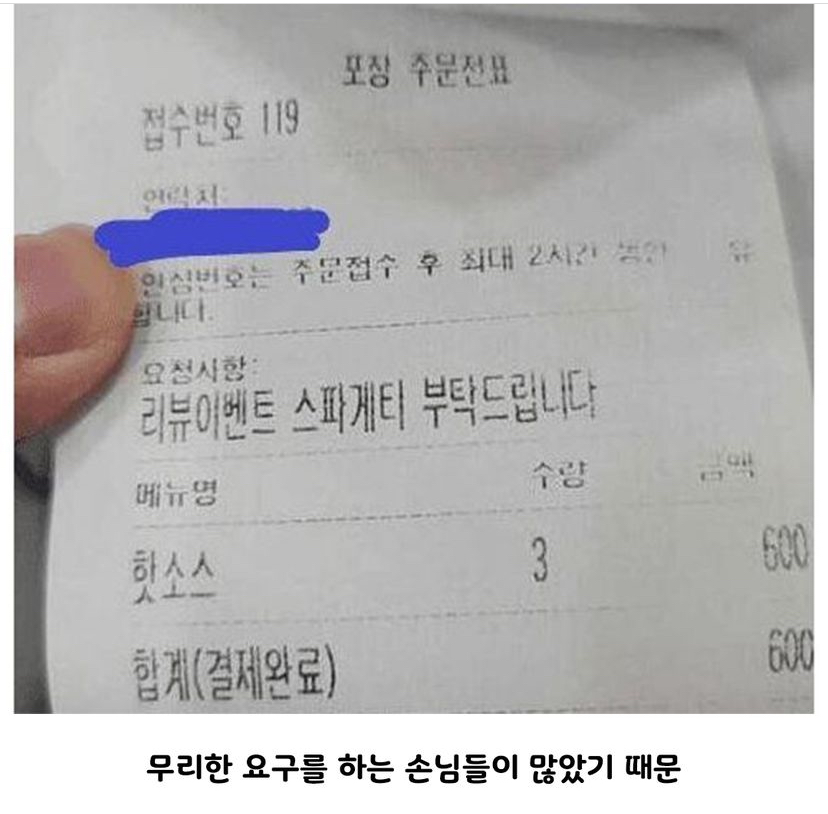 포장 주문전표
접수번호 119
연락처:
안심번호는 주문접수 후 최대 2시간 동안 유
합니다.
요청사항:
리뷰이벤트 스파게티 부탁드립니다
메뉴명 수량 금액
핫소스 3 600
합계(결제완료) 600
무리한 요구를 하는 손님들이 많았기 때문